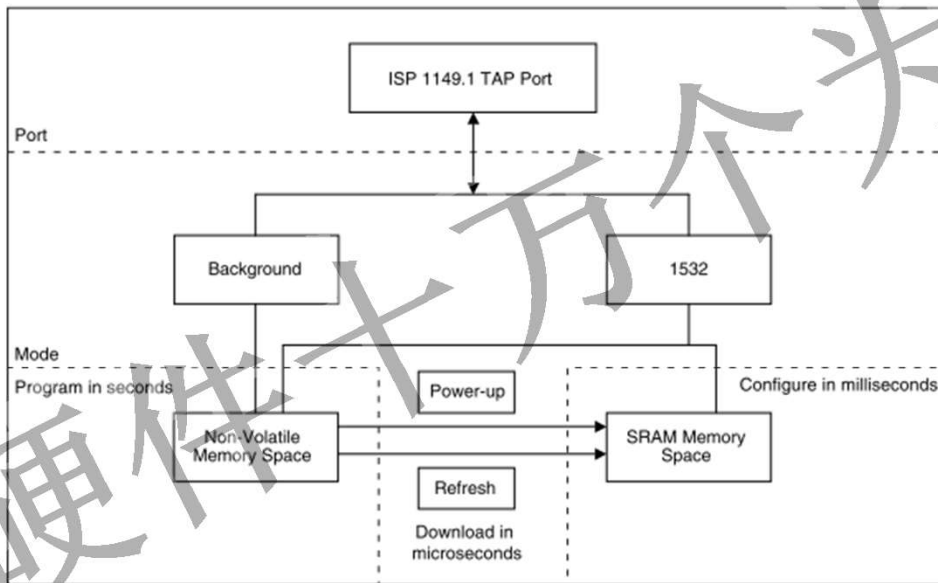 ISP 1149.1 TAP Port
Port
Background
1532
Mode
Program in seconds
Power-up
Configure in milliseconds
Non-Volatile
Memory Space
SRAM Memory
Space
Refresh
Download in
microseconds
硬件十万个为